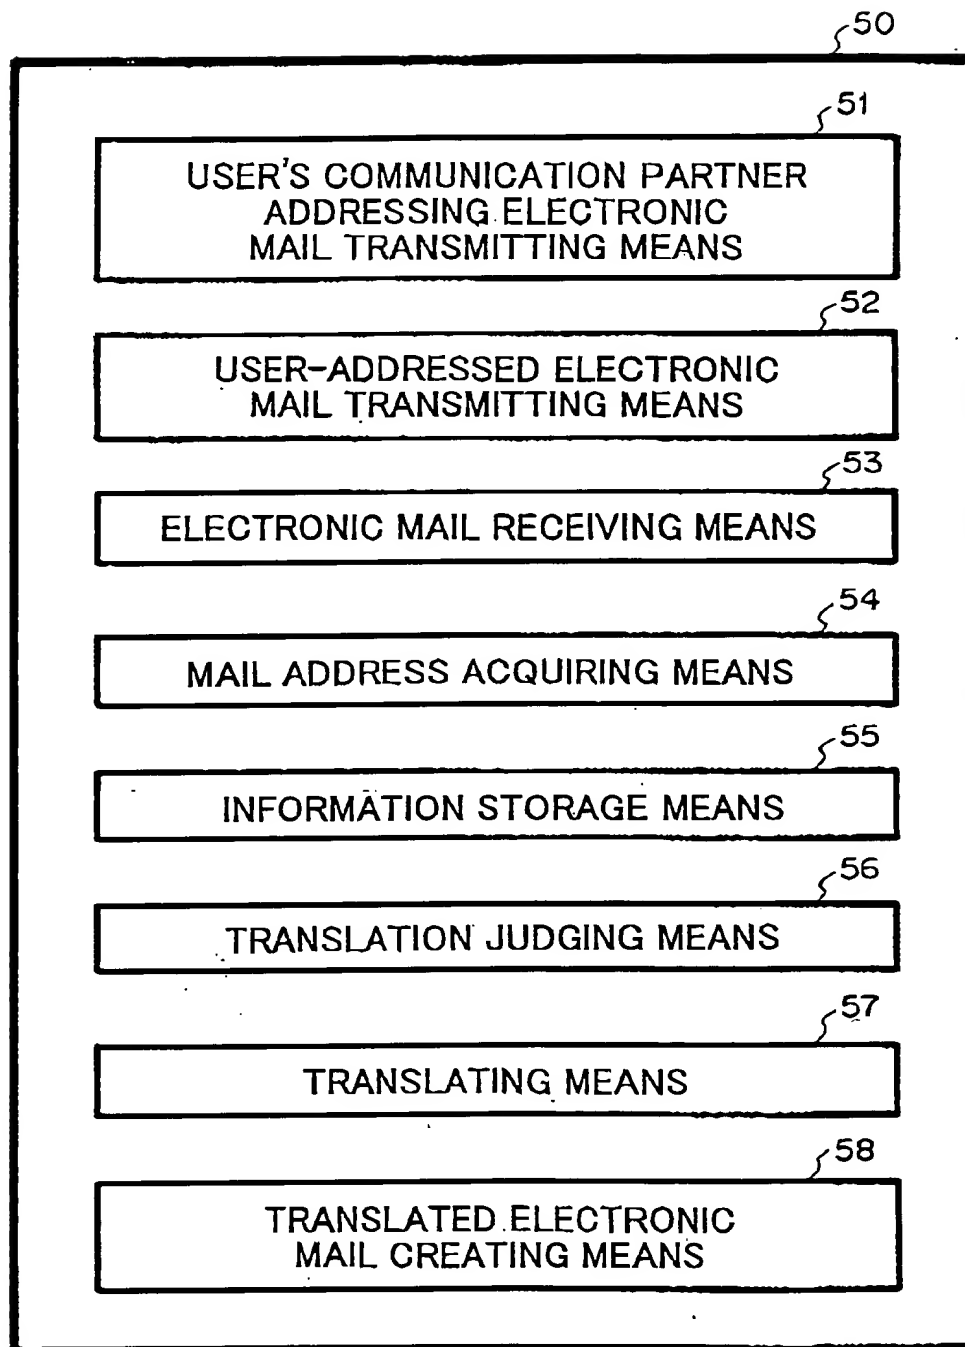 50
51
USER'S COMMUNICATION PARTNER
ADDRESSING ELECTRONIC
MAIL TRANSMITTING MEANS
52
USER-ADDRESSED ELECTRONIC
MAIL TRANSMITTING MEANS
53
ELECTRONIC MAIL RECEIVING MEANS
54
MAIL ADDRESS ACQUIRING MEANS
55
INFORMATION STORAGE MEANS
56
TRANSLATION JUDGING MEANS
57
TRANSLATING MEANS
58
TRANSLATED ELECTRONIC
MAIL CREATING MEANS